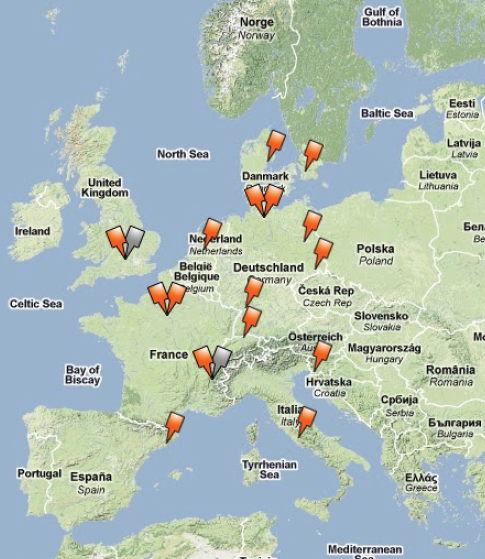 Gulf of
Bothnia
Norge
Norway
Eesti
Estonia
Baltic Sea
North Sea
Latvija
Latvia
Danmark
Lietuva
Lithuania
United
Kingdom
Ireland
Nederland
Netherlands
Polska
Poland
België
Belgique
Belgium
Deutschland
Germany
Česká Rep
Czech Rep
Celtic Sea
Slovensko
Slovakia
Österreich
Magyarország
Hungary
France
Bay of
Biscay
Hrvatska
Croatia
România
Romania
Србија
Serbia
Italia
Italy
България
Bulgaria
Portugal
España
Spain
Tyrrhenian
Sea
Ελλάς
Greece
Mediterranean
Sea